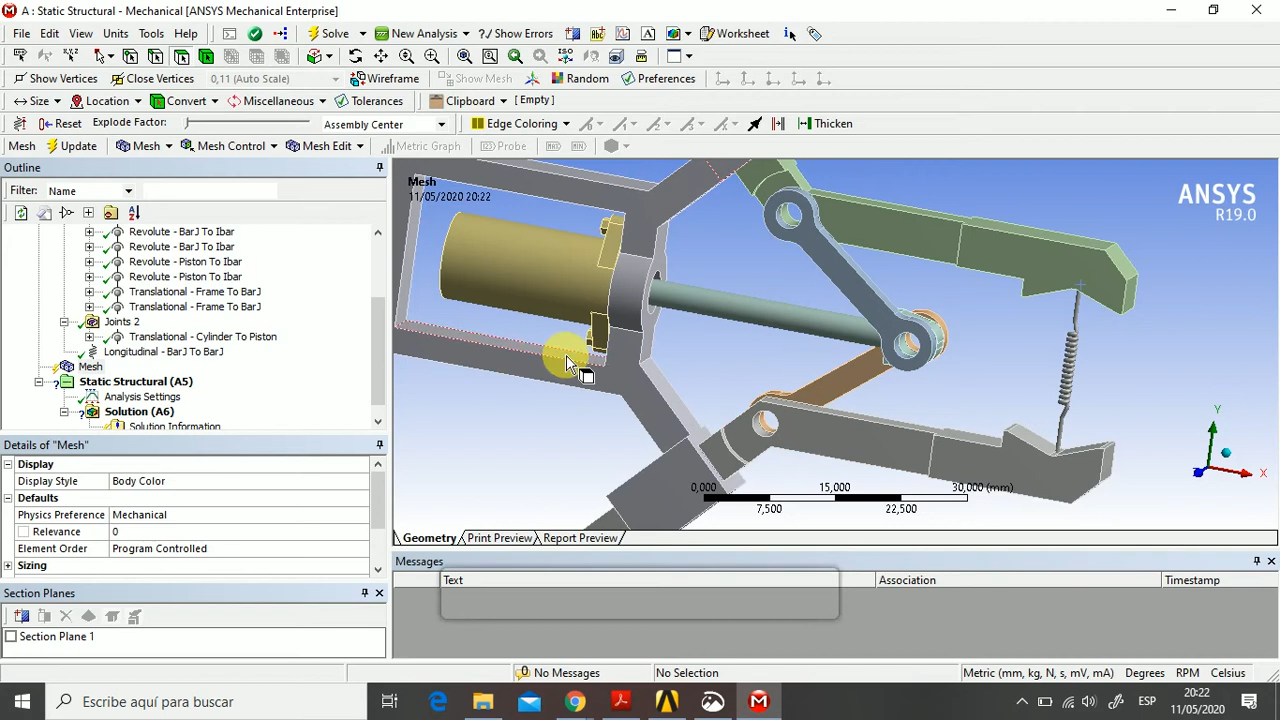 A : Static Structural - Mechanical [ANSYS Mechanical Enterprise]
File Edit View Units Tools Help Solve New Analysis Show Errors A Worksheet i
Show Vertices Close Vertices 0,11 (Auto Scale) Wireframe Show Mesh Random Preferences
Size Location Convert Miscellaneous Tolerances Clipboard [ Empty ]
Reset Explode Factor: Assembly Center Edge Coloring Thicken
Mesh Update Mesh Mesh Control Mesh Edit Metric Graph Probe
Outline
Filter: Name
Revolute - BarJ To Ibar
Revolute - BarJ To Ibar
Revolute - Piston To Ibar
Revolute - Piston To Ibar
Translational - Frame To BarJ
Translational - Frame To BarJ
Joints 2
Translational - Cylinder To Piston
Longitudinal - BarJ To BarJ
Mesh
Static Structural (A5)
Analysis Settings
Solution (A6)
Solution Information
Details of "Mesh"
Display
Display Style Body Color
Defaults
Physics Preference Mechanical
Relevance 0
Element Order Program Controlled
Sizing
Section Planes
Section Plane 1
Mesh
11/05/2020 20:22
ANSYS
R19.0
Y
X
0,000 15,000 30,000 (mm)
7,500 22,500
Geometry Print Preview Report Preview
Messages
Text Association Timestamp
0 No Messages No Selection Metric (mm, kg, N, s, mV, mA) Degrees RPM Celsius
Escribe aquí para buscar
ESP
20:22
11/05/2020